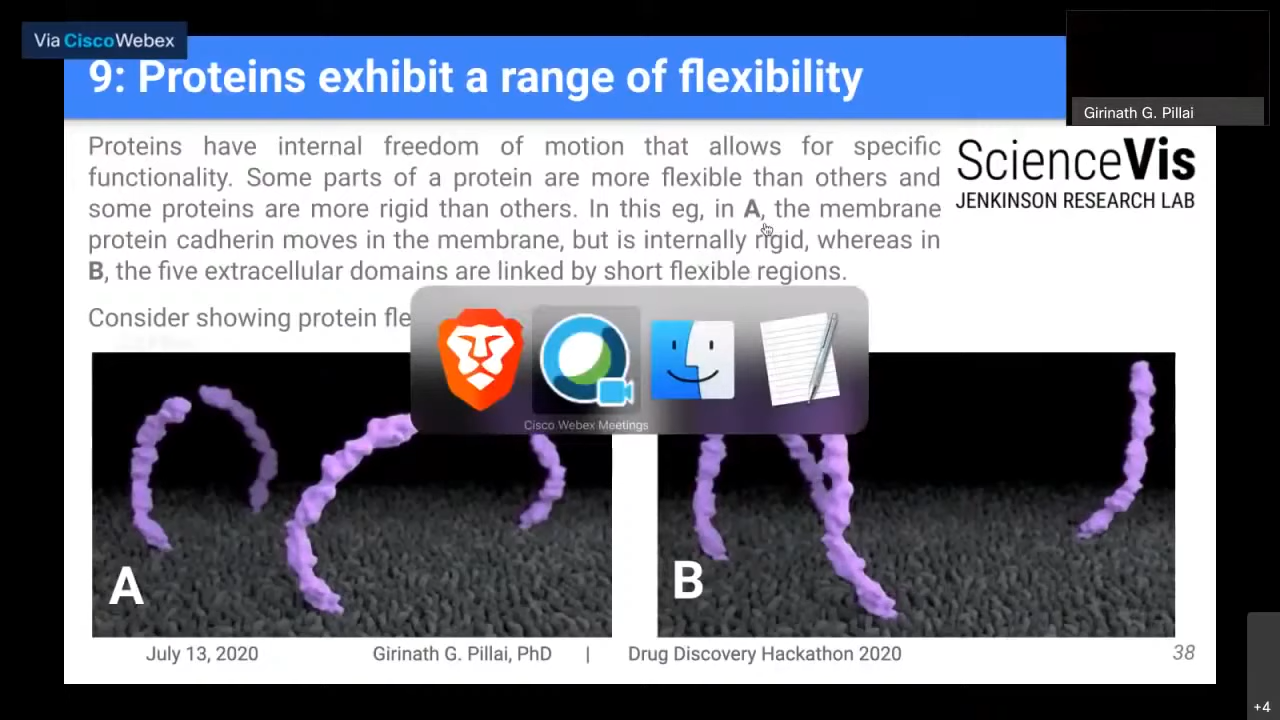 Via CiscoWebex
Girinath G. Pillai
9: Proteins exhibit a range of flexibility
ScienceVis
JENKINSON RESEARCH LAB
Proteins have internal freedom of motion that allows for specific
functionality. Some parts of a protein are more flexible than others and
some proteins are more rigid than others. In this eg, in A, the membrane
protein cadherin moves in the membrane, but is internally rigid, whereas in
B, the five extracellular domains are linked by short flexible regions.
Consider showing protein fle
Cisco Webex Meetings
A
B
July 13, 2020
Girinath G. Pillai, PhD | Drug Discovery Hackathon 2020
38
+4